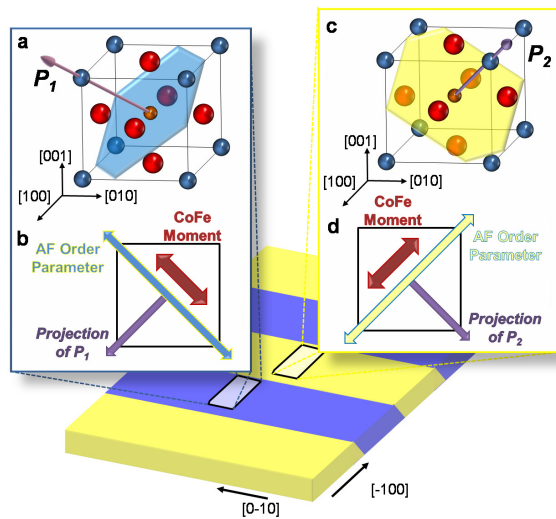 a
P1
[001]
[100]
[010]
b
CoFe
Moment
AF Order
Parameter
Projection
of P1
c
P2
[001]
[100]
[010]
d
CoFe
Moment
AF Order
Parameter
Projection
of P2
[0-10]
[-100]